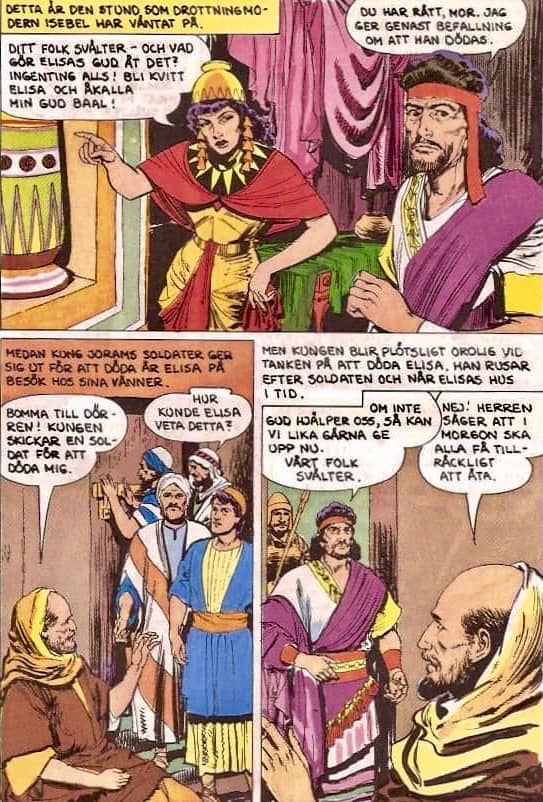 DETTA ÄR DEN STUND SOM DROTTNINGMO-
DERN ISEBEL HAR VÄNTAT PÅ.
DITT FOLK SVÄLTER - OCH VAD
GÖR ELISAS GUD ÅT DET?
INGENTING ALLS! BLI KVITT
ELISA OCH ÅKALLA
MIN GUD BAAL!
DU HAR RÄTT, MOR. JAG
GER GENAST BEFALLNING
OM ATT HAN DÖDAS.
MEDAN KUNG JORAMS SOLDATER GER
SIG UT FÖR ATT DÖDA ÄR ELISA PÅ
BESÖK HOS SINA VÄNNER.
BOMMA TILL DÖR-
REN! KUNGEN
SKICKAR EN SOL-
DAT FÖR ATT
DÖDA MIG.
HUR
KUNDE ELISA
VETA DETTA?
MEN KUNGEN BLIR PLÖTSLIGT OROLIG VID
TANKEN PÅ ATT DÖDA ELISA. HAN RUSAR
EFTER SOLDATEN OCH NÅR ELISAS HUS
I TID.
OM INTE
GUD HJÄLPER OSS, SÅ KAN
VI LIKA GÄRNA GE
UPP NU.
VÅRT FOLK
SVÄLTER.
NEJ! HERREN
SÄGER ATT I
MORGON SKA
ALLA FÅ TILL-
RÄCKLIGT
ATT ÄTA.